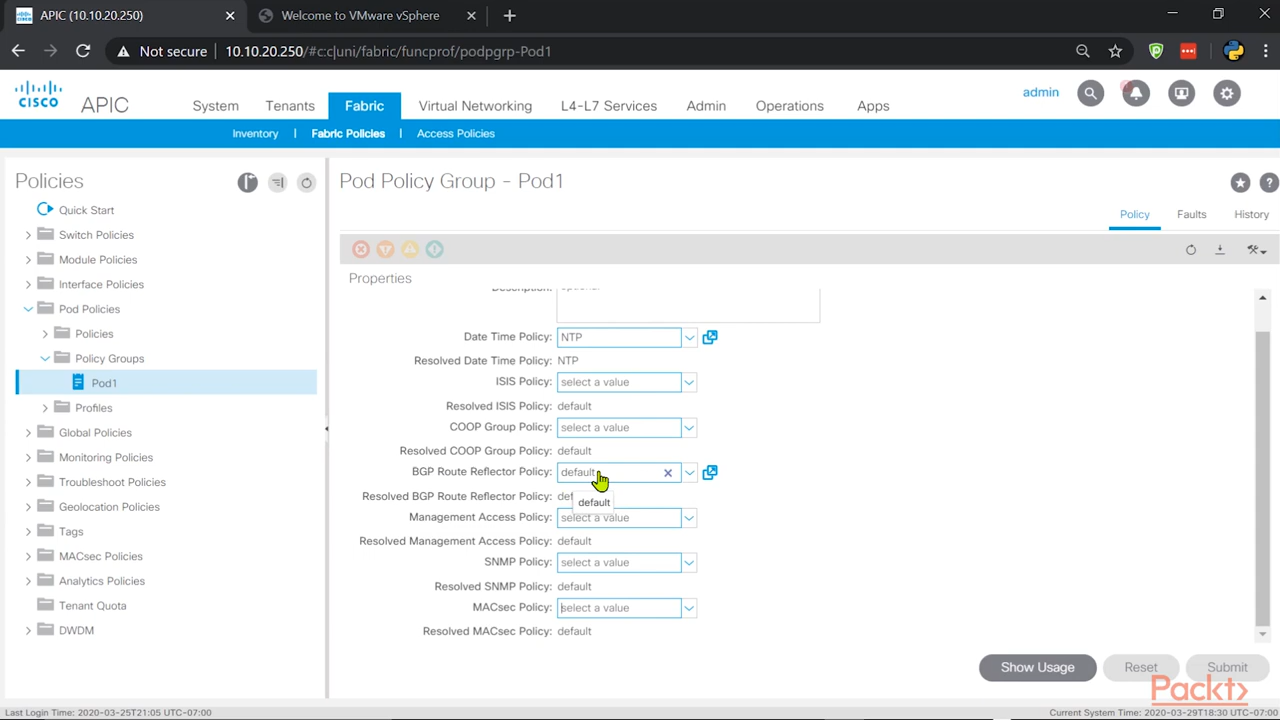 APIC (10.10.20.250)
Welcome to VMware vSphere
Not secure
10.10.20.250/#c:c|uni/fabric/funcprof/podpgrp-Pod1
CISCO
APIC
System
Tenants
Fabric
Virtual Networking
L4-L7 Services
Admin
Operations
Apps
admin
Inventory
Fabric Policies
Access Policies
Policies
Quick Start
Switch Policies
Module Policies
Interface Policies
Pod Policies
Policies
Policy Groups
Pod1
Profiles
Global Policies
Monitoring Policies
Troubleshoot Policies
Geolocation Policies
Tags
MACsec Policies
Analytics Policies
Tenant Quota
DWDM
Pod Policy Group - Pod1
Policy
Faults
History
Properties
Description: optional
Date Time Policy: NTP
Resolved Date Time Policy: NTP
ISIS Policy: select a value
Resolved ISIS Policy: default
COOP Group Policy: select a value
Resolved COOP Group Policy: default
BGP Route Reflector Policy: default
Resolved BGP Route Reflector Policy: def
default
Management Access Policy: select a value
Resolved Management Access Policy: default
SNMP Policy: select a value
Resolved SNMP Policy: default
MACsec Policy: select a value
Resolved MACsec Policy: default
Show Usage
Reset
Submit
Packt>
Last Login Time: 2020-03-25T21:05 UTC-07:00
Current System Time: 2020-03-29T18:30 UTC-07:00